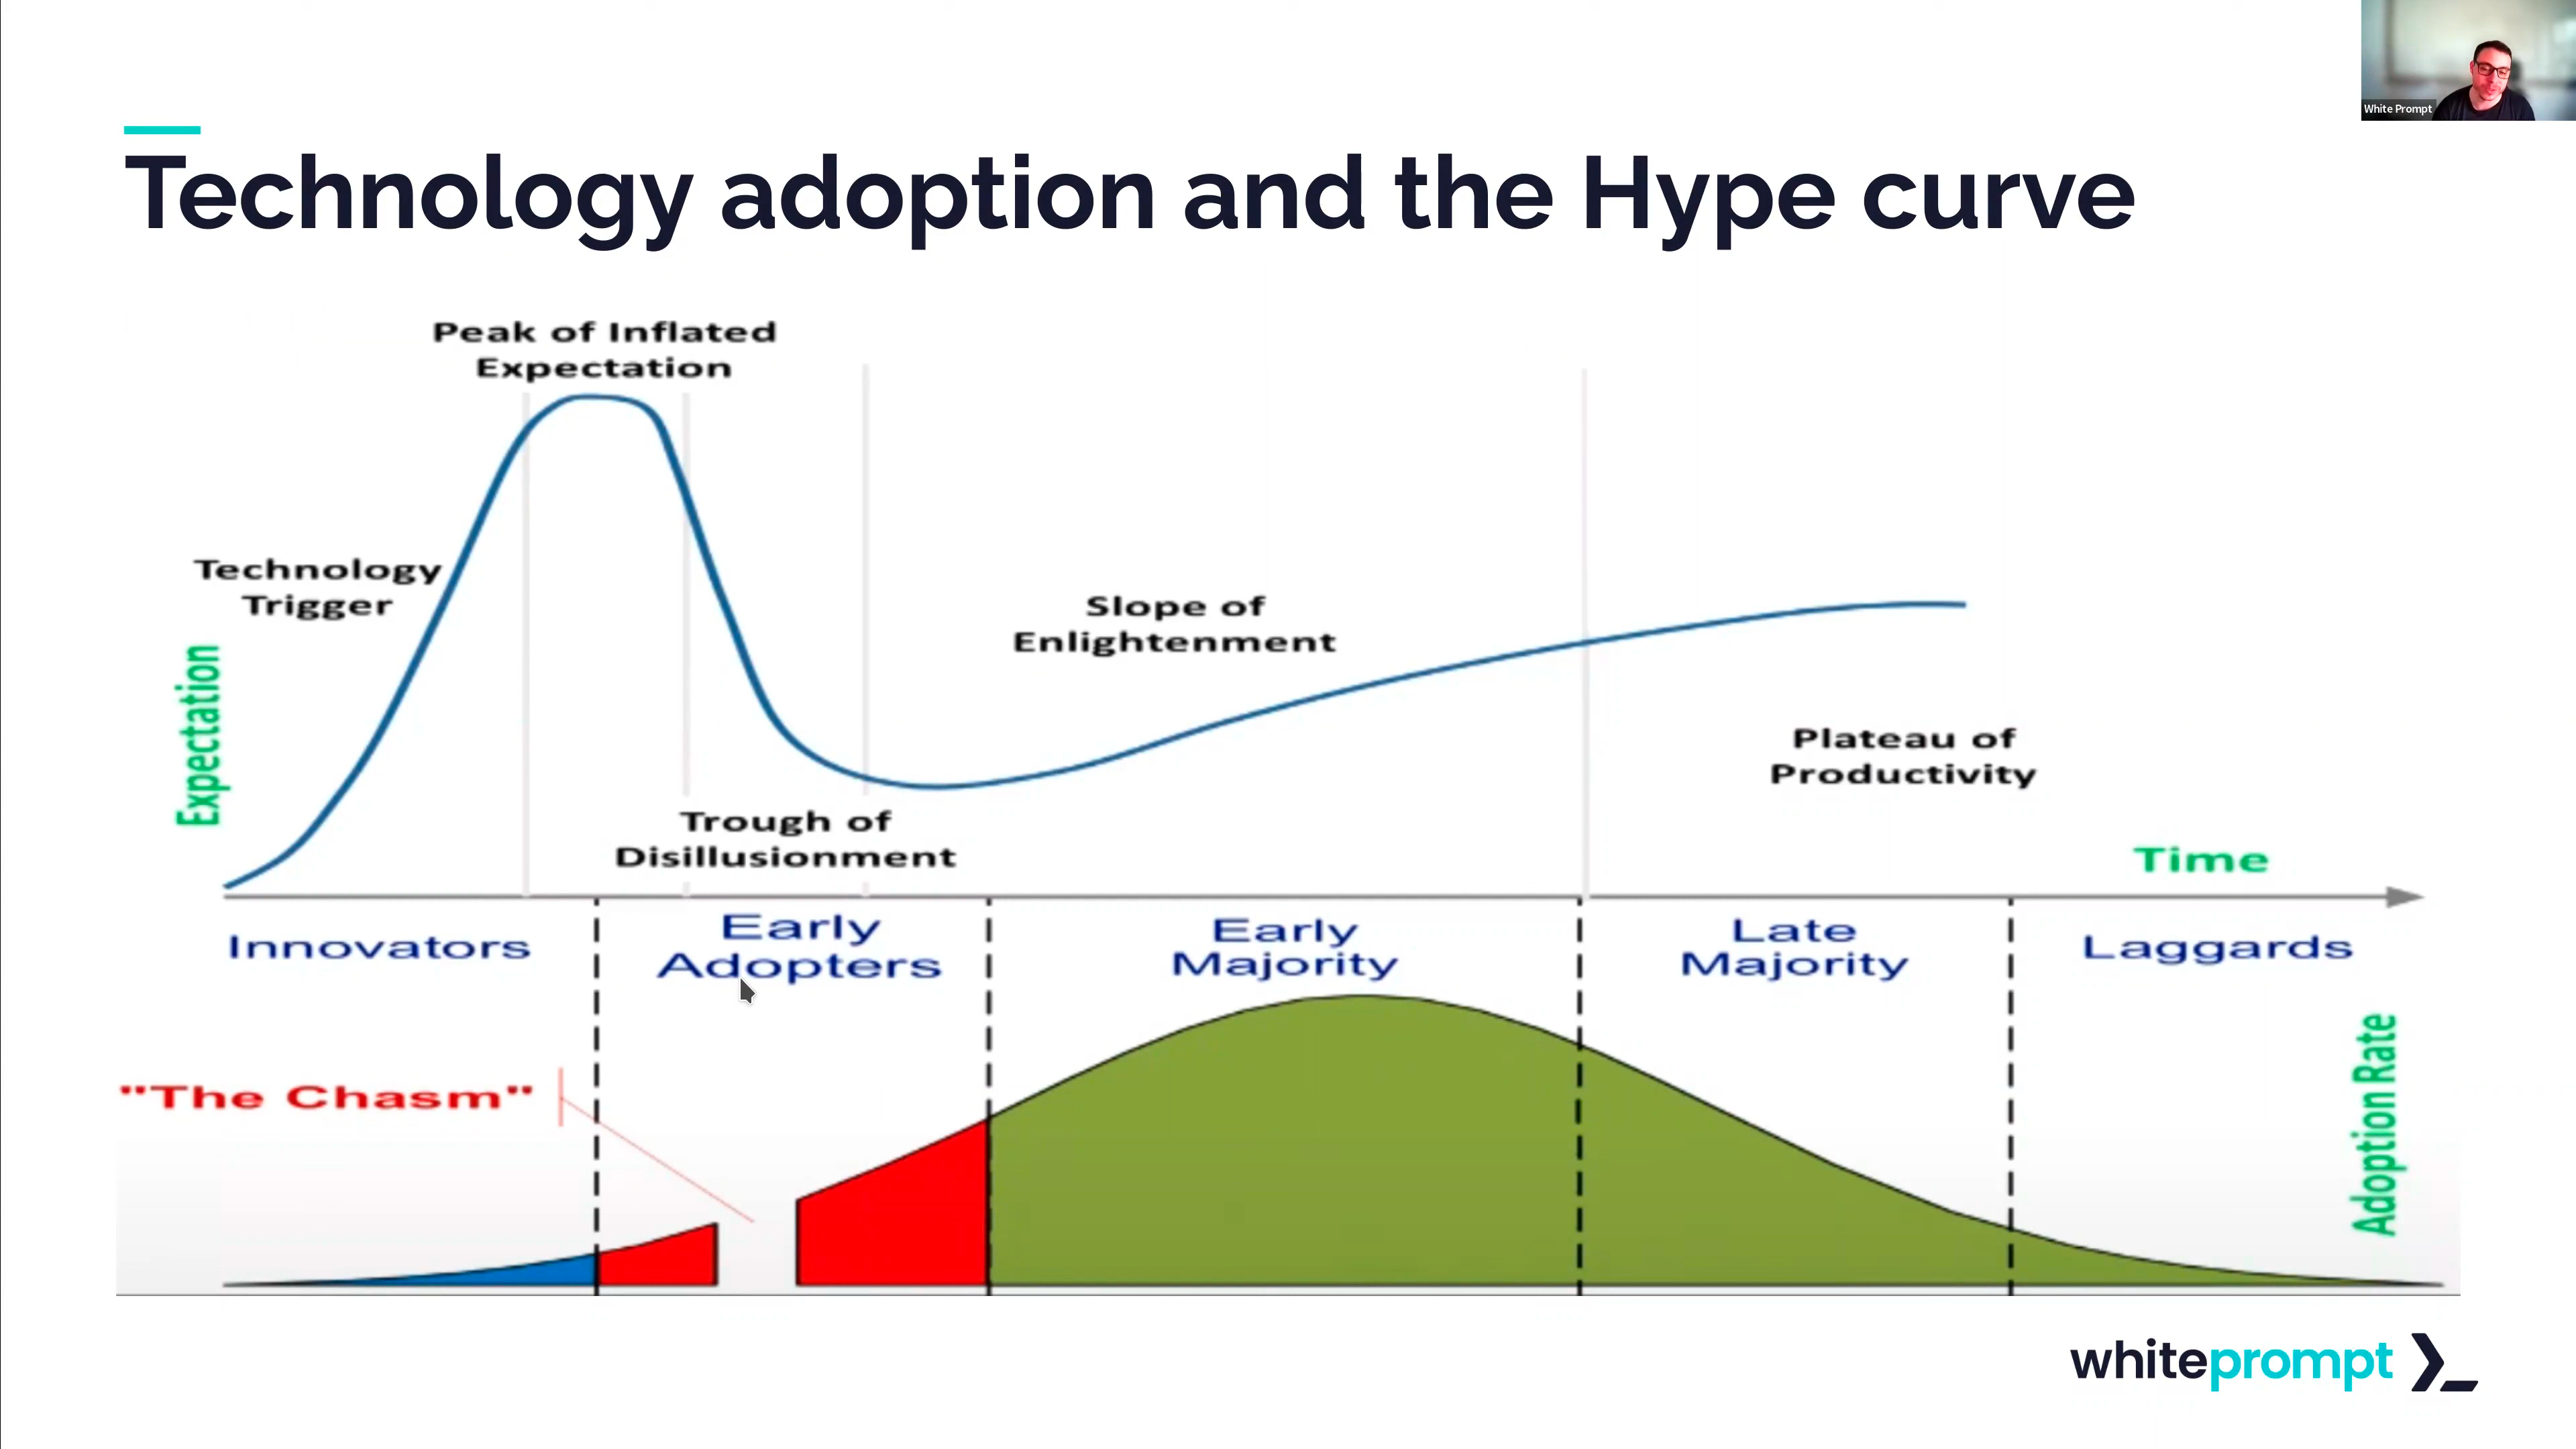 White Prompt
Technology adoption and the Hype curve
Peak of Inflated
Expectation
Technology
Trigger
Expectation
Slope of
Enlightenment
Plateau of
Productivity
Trough of
Disillusionment
Time
Innovators
Early
Adopters
Early
Majority
Late
Majority
Laggards
"The Chasm"
Adoption Rate
whiteprompt